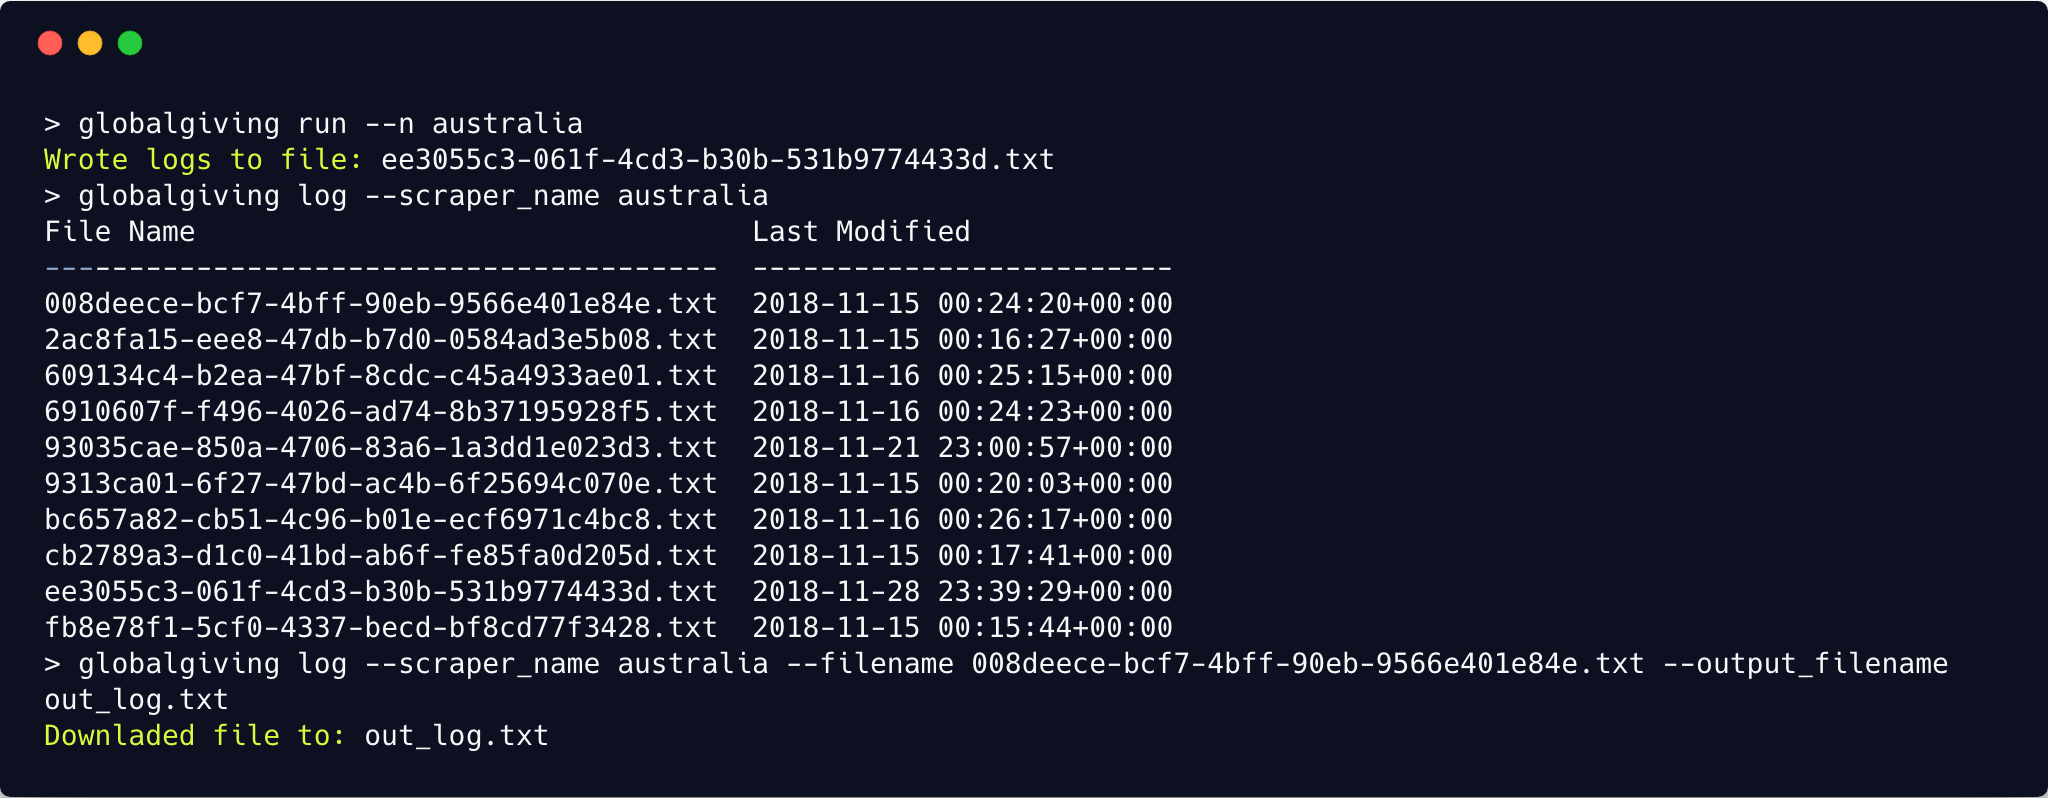 > globalgiving run --n australia
Wrote logs to file: ee3055c3-061f-4cd3-b30b-531b9774433d.txt
> globalgiving log --scraper_name australia
File Name                                 Last Modified
----------------------------------------  -------------------------
008deece-bcf7-4bff-90eb-9566e401e84e.txt  2018-11-15 00:24:20+00:00
2ac8fa15-eee8-47db-b7d0-0584ad3e5b08.txt  2018-11-15 00:16:27+00:00
609134c4-b2ea-47bf-8cdc-c45a4933ae01.txt  2018-11-16 00:25:15+00:00
6910607f-f496-4026-ad74-8b37195928f5.txt  2018-11-16 00:24:23+00:00
93035cae-850a-4706-83a6-1a3dd1e023d3.txt  2018-11-21 23:00:57+00:00
9313ca01-6f27-47bd-ac4b-6f25694c070e.txt  2018-11-15 00:20:03+00:00
bc657a82-cb51-4c96-b01e-ecf6971c4bc8.txt  2018-11-16 00:26:17+00:00
cb2789a3-d1c0-41bd-ab6f-fe85fa0d205d.txt  2018-11-15 00:17:41+00:00
ee3055c3-061f-4cd3-b30b-531b9774433d.txt  2018-11-28 23:39:29+00:00
fb8e78f1-5cf0-4337-becd-bf8cd77f3428.txt  2018-11-15 00:15:44+00:00
> globalgiving log --scraper_name australia --filename 008deece-bcf7-4bff-90eb-9566e401e84e.txt --output_filename
out_log.txt
Downladed file to: out_log.txt